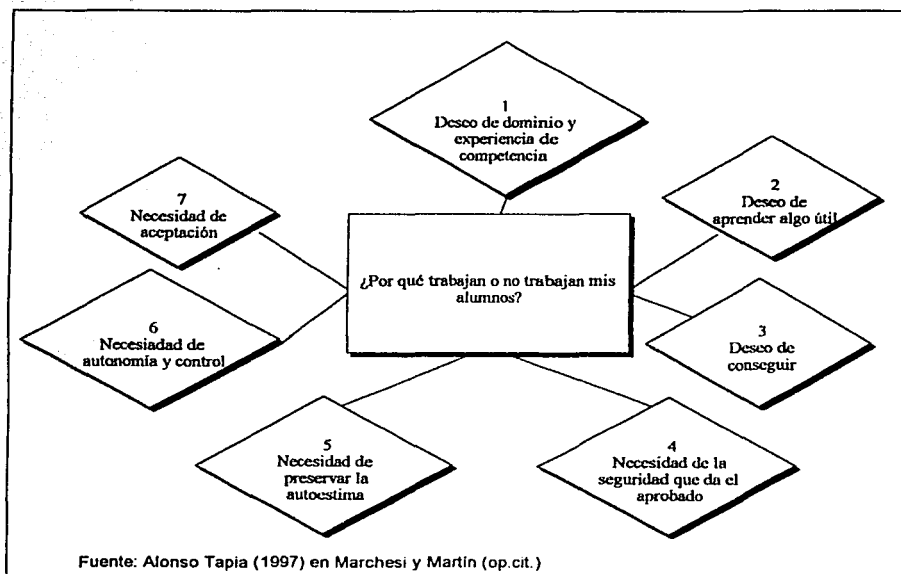 1
Deseo de dominio y
experiencia de
competencia
2
Deseo de
aprender algo útil
3
Deseo de
conseguir
4
Necesidad de la
seguridad que da el
aprobado
5
Necesidad de
preservar la
autoestima
6
Necesiadad de
autonomía y control
7
Necesidad de
aceptación
¿Por qué trabajan o no trabajan mis
alumnos?
Fuente: Alonso Tapia (1997) en Marchesi y Martín (op.cit.)